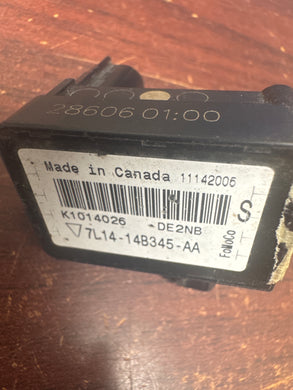 28606 01:00
Made in Canada 11142006
K1014026 -DE2NB
S
7L14-14B345-AA
FoMoCo